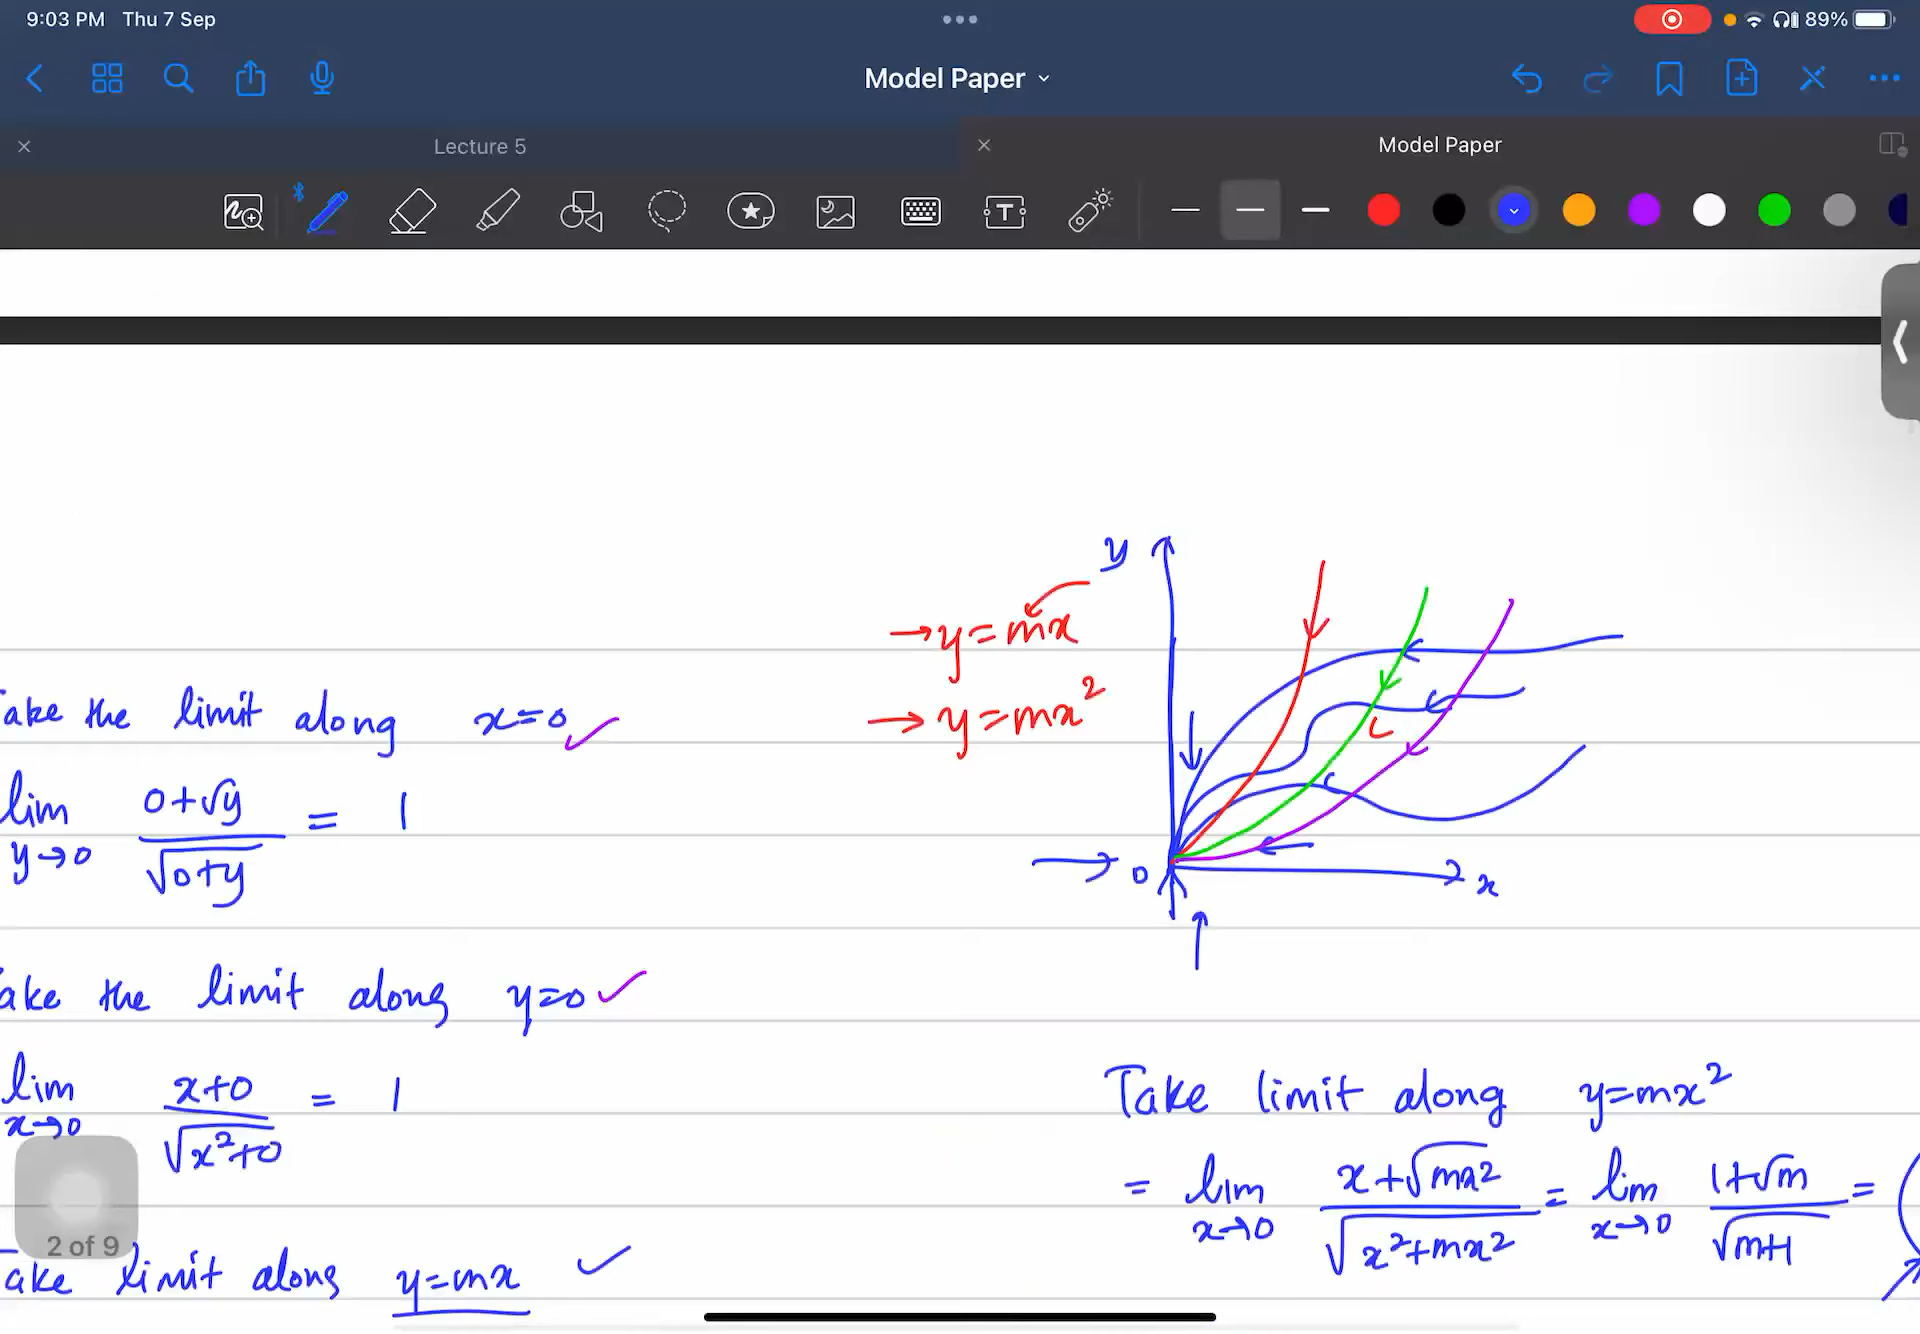 9:03 PM Thu 7 Sep
89%
Model Paper
Lecture 5
Model Paper
y
→ y = mx
→ y = mx²
0
x
ake the limit along x=0 ✓
lim y→0 (0+√y)/√(0+y) = 1
ake the limit along y=0 ✓
lim x→0 (x+0)/√(x²+0) = 1
2 of 9
ake limit along y=mx ✓
Take limit along y=mx²
= lim x→0 (x+√mx²)/√(x²+mx²) = lim x→0 (1+√m)/√(m+1) =